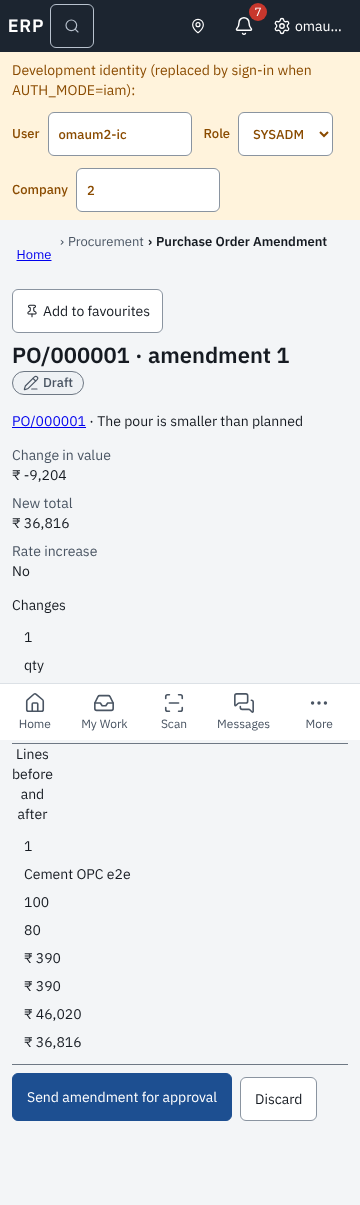 ERP
7
omau...
Development identity (replaced by sign-in when
AUTH_MODE=iam):
User omaum2-ic Role SYSADM
Company 2
Home › Procurement › Purchase Order Amendment
Add to favourites
PO/000001 · amendment 1
Draft
PO/000001 · The pour is smaller than planned
Change in value
₹ -9,204
New total
₹ 36,816
Rate increase
No
Changes
1
qty
Home My Work Scan Messages More
Lines
before
and
after
1
Cement OPC e2e
100
80
₹ 390
₹ 390
₹ 46,020
₹ 36,816
Send amendment for approval Discard